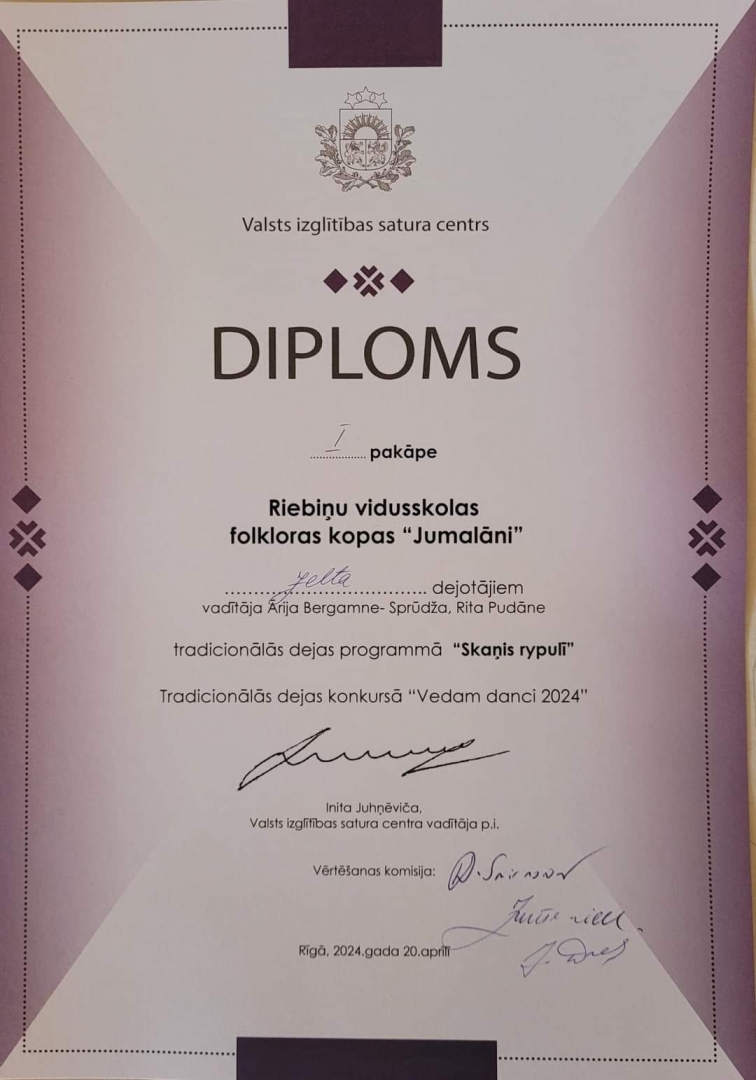 Valsts izglītības satura centrs
DIPLOMS
I pakāpe
Riebiņu vidusskolas
folkloras kopas “Jumalāni”
Zelta dejotājiem
vadītāja Ārija Bergamne- Sprūdža, Rita Pudāne
tradicionālās dejas programmā “Skaņis rypulī”
Tradicionālās dejas konkursā “Vedam danci 2024”
Inita Juhņēviča,
Valsts izglītības satura centra vadītāja p.i.
Vērtēšanas komisija:
Rīgā, 2024.gada 20.aprīlī